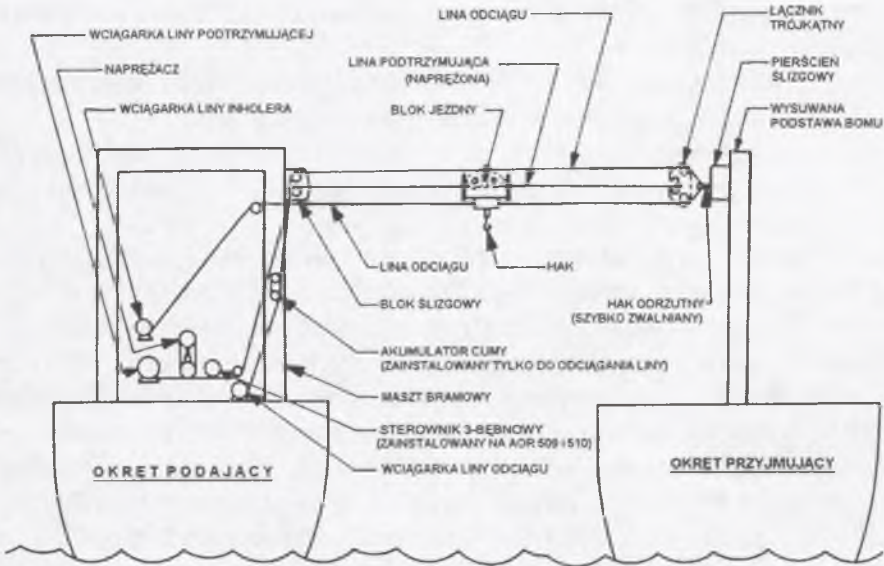 WCIĄGARKA LINY PODTRZYMUJĄCEJ
NAPRĘŻACZ
WCIĄGARKA LINY INHOLERA
LINA ODCIĄGU
LINA PODTRZYMUJĄCA
(NAPRĘŻONA)
BLOK JEZDNY
ŁĄCZNIK
TRÓJKĄTNY
PIERŚCIEŃ
ŚLIZGOWY
WYSUWANA
PODSTAWA BOMU
LINA ODCIĄGU
HAK
BLOK ŚLIZGOWY
HAK ODRZUTNY
(SZYBKO ZWALNIANY)
AKUMULATOR CUMY
(ZAINSTALOWANY TYLKO DO ODCIĄGANIA LINY)
MASZT BRAMOWY
STEROWNIK 3-BĘBNOWY
(ZAINSTALOWANY NA AOR 509 i 510)
WCIĄGARKA LINY ODCIĄGU
OKRĘT PODAJĄCY
OKRĘT PRZYJMUJĄCY